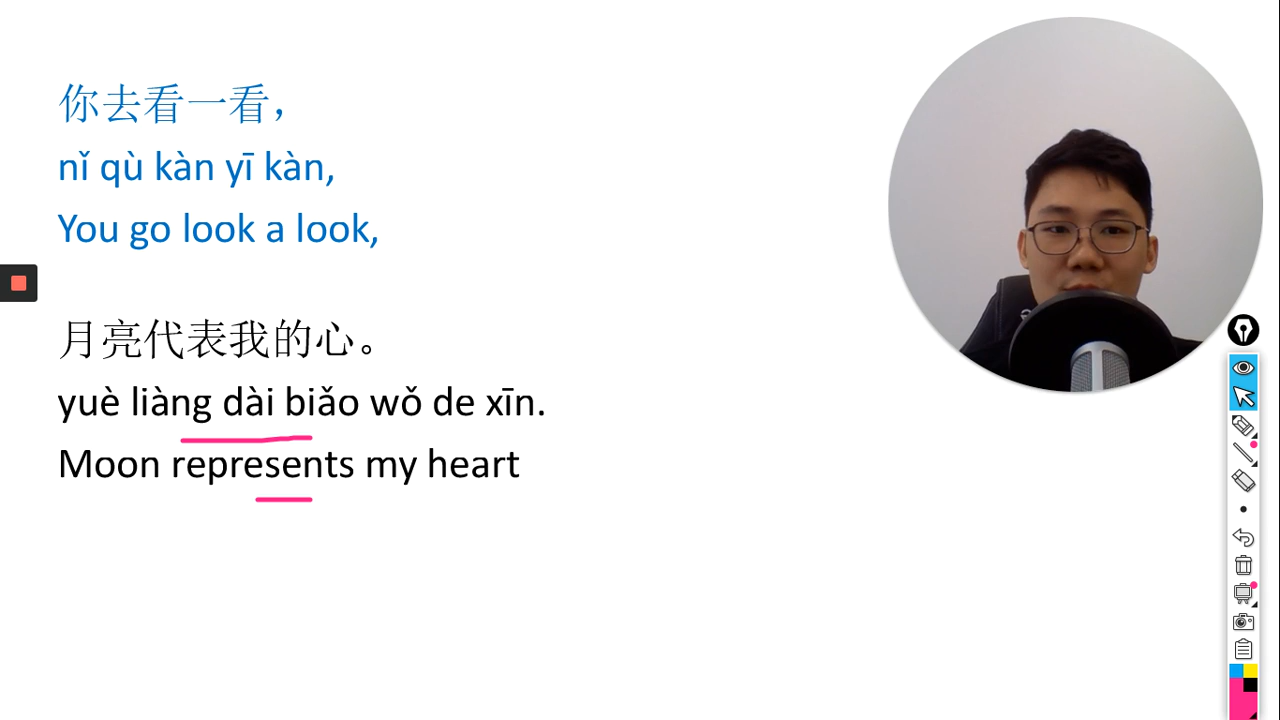 你去看一看，
nǐ qù kàn yī kàn,
You go look a look,
月亮代表我的心。
yuè liàng dài biǎo wǒ de xīn.
Moon represents my heart